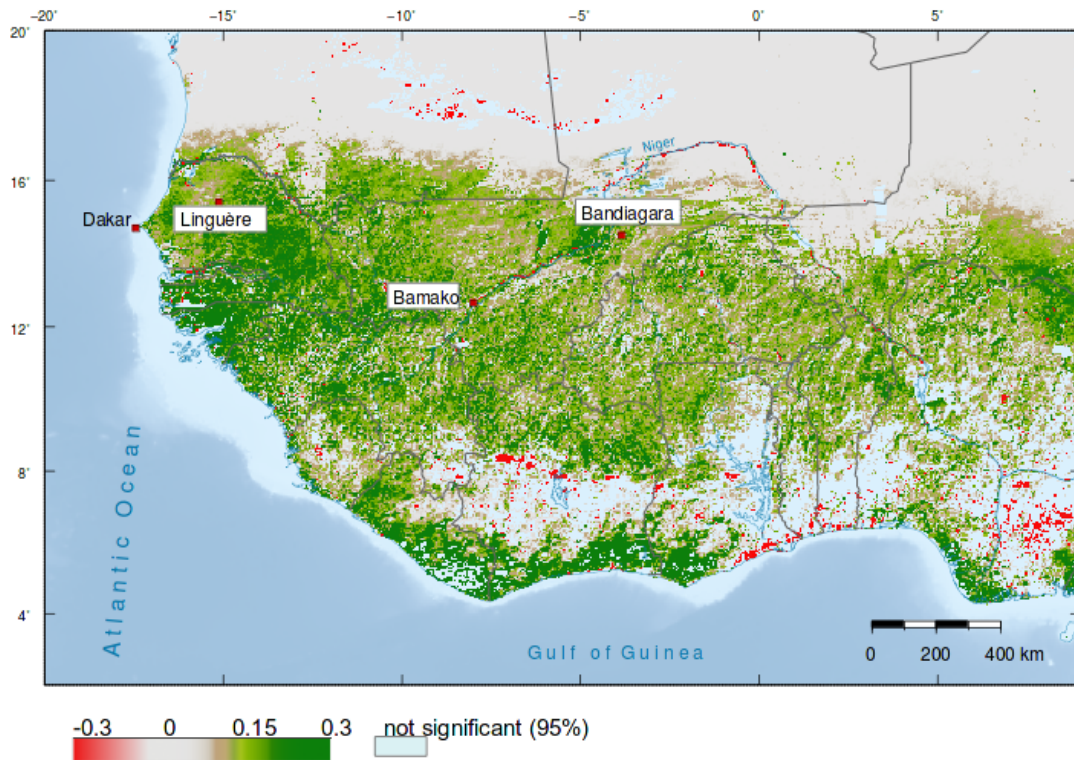 -20° -15° -10° -5° 0° 5°
20°
16°
12°
8°
4°
Niger
Bandiagara
Dakar
Linguère
Bamako
Atlantic Ocean
Gulf of Guinea
0 200 400 km
-0.3 0 0.15 0.3 not significant (95%)